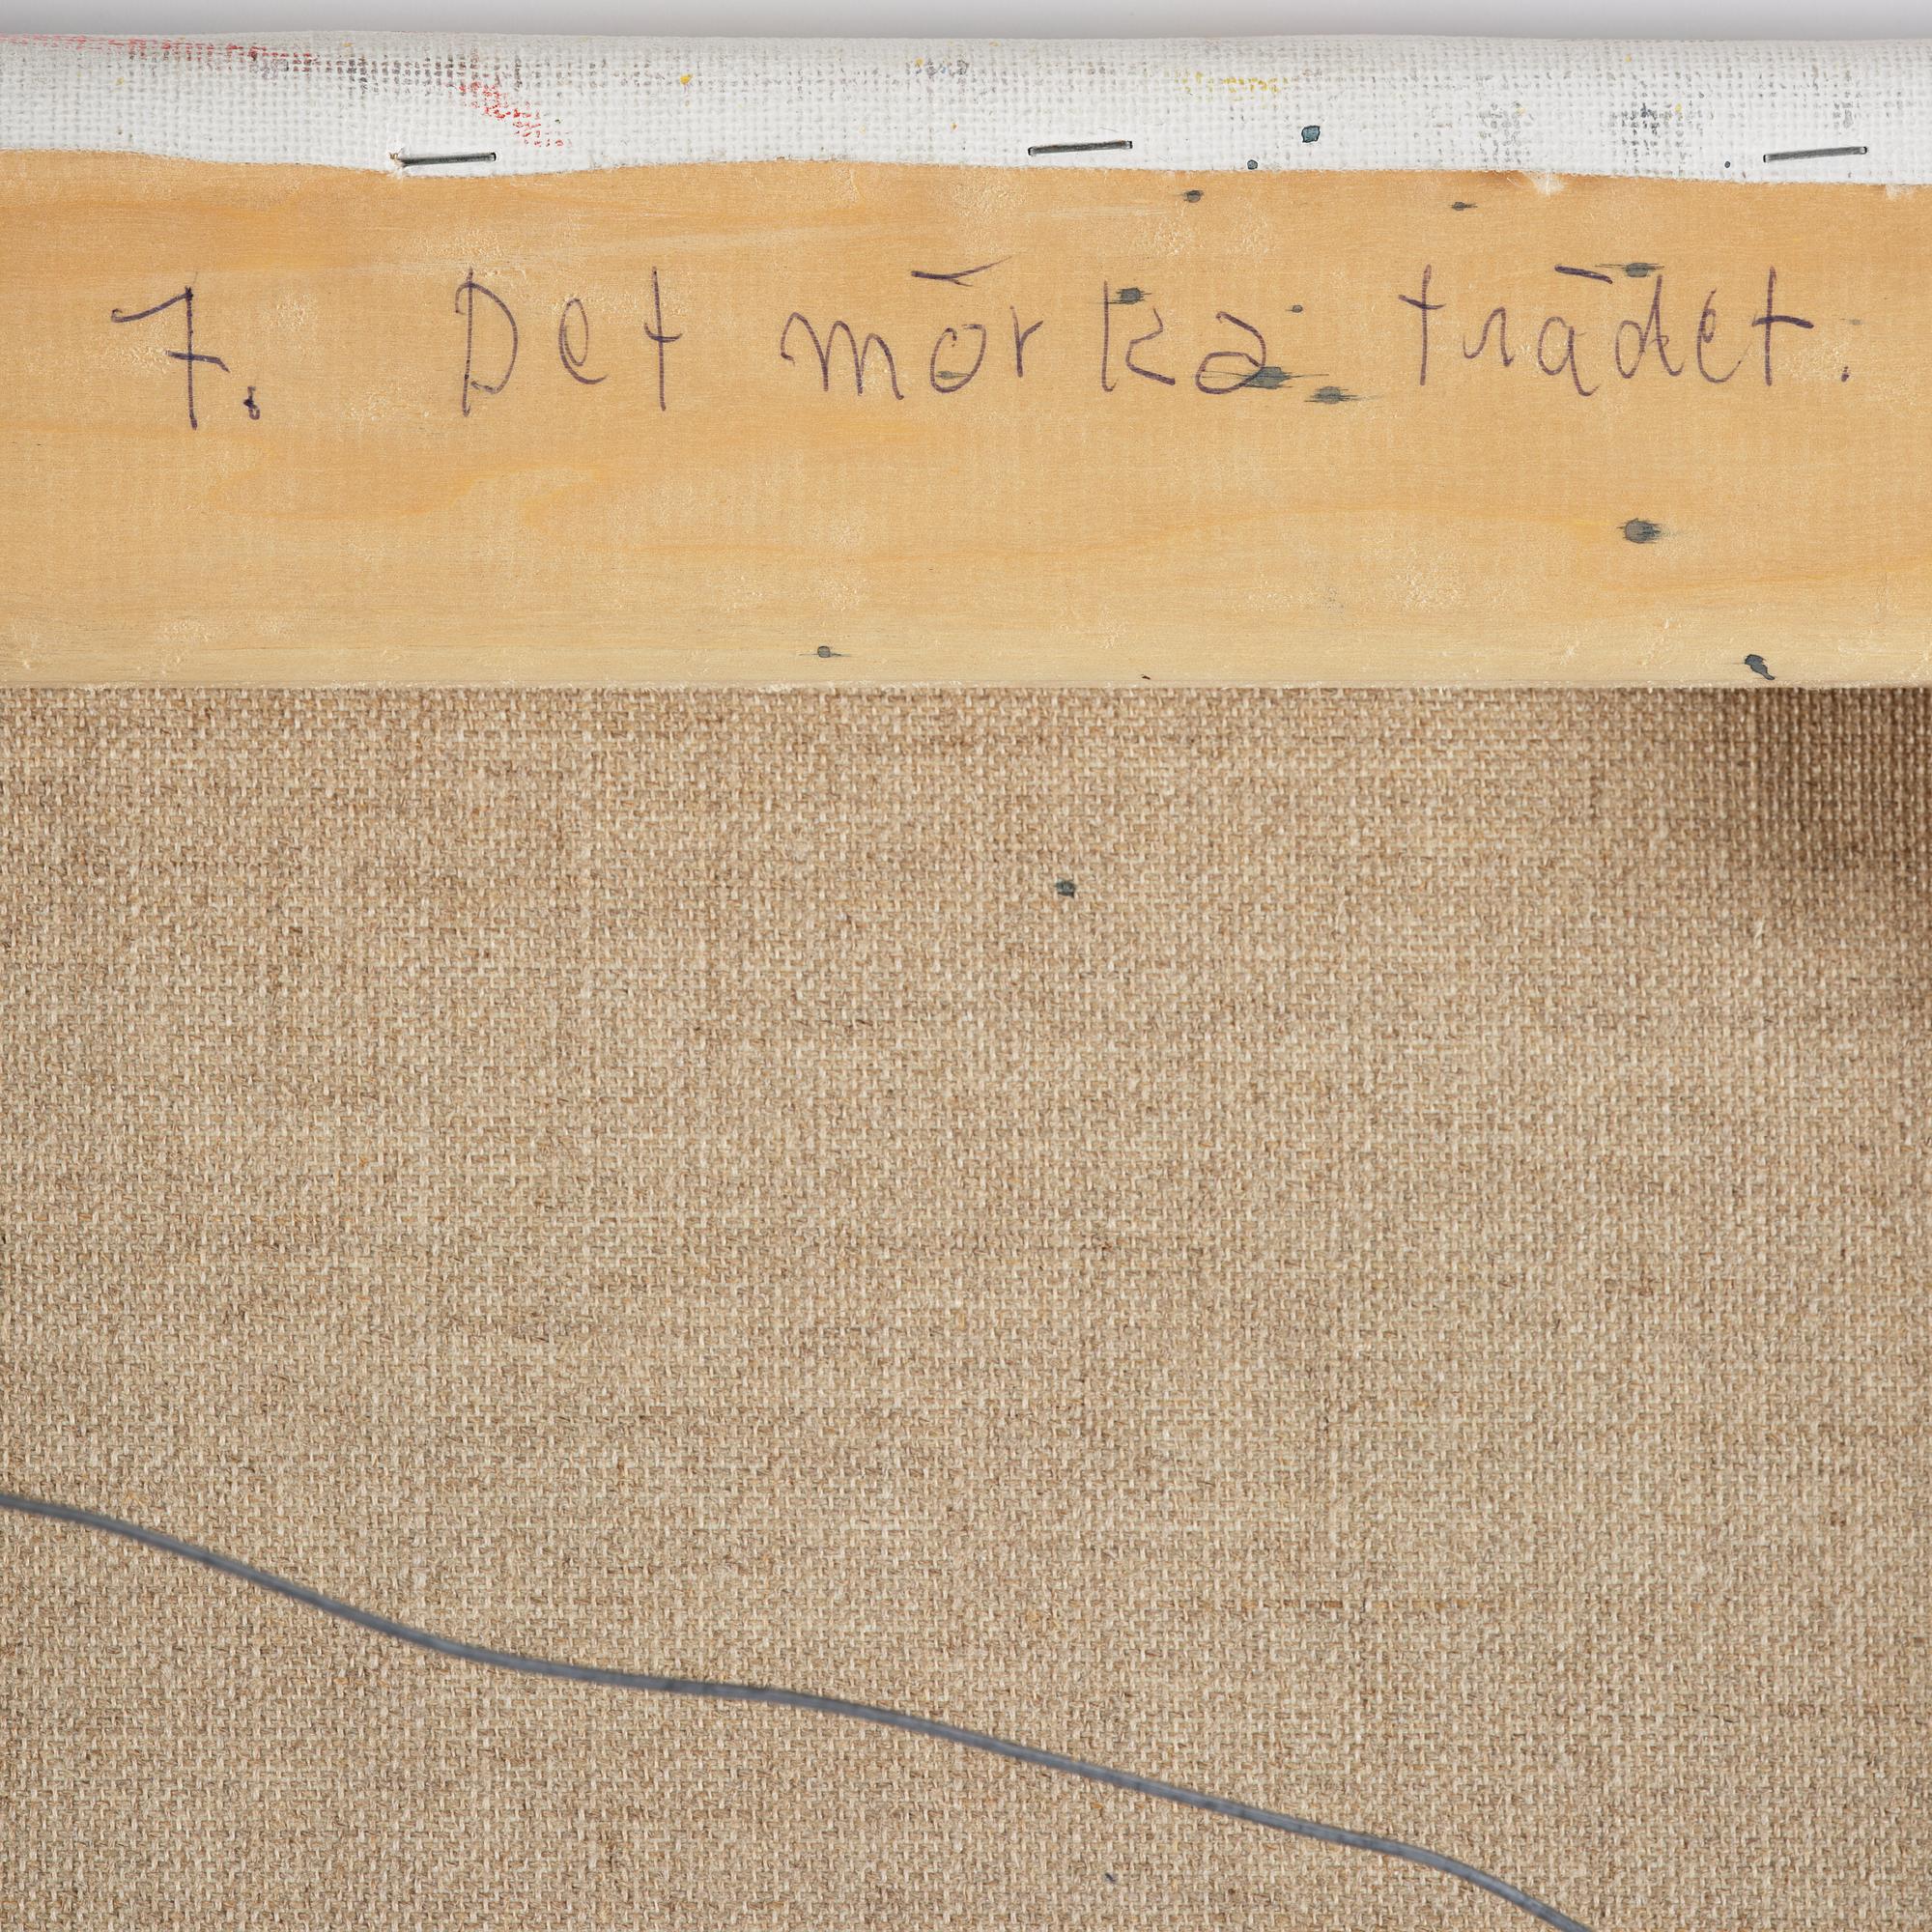 7. Det mörka trädet.